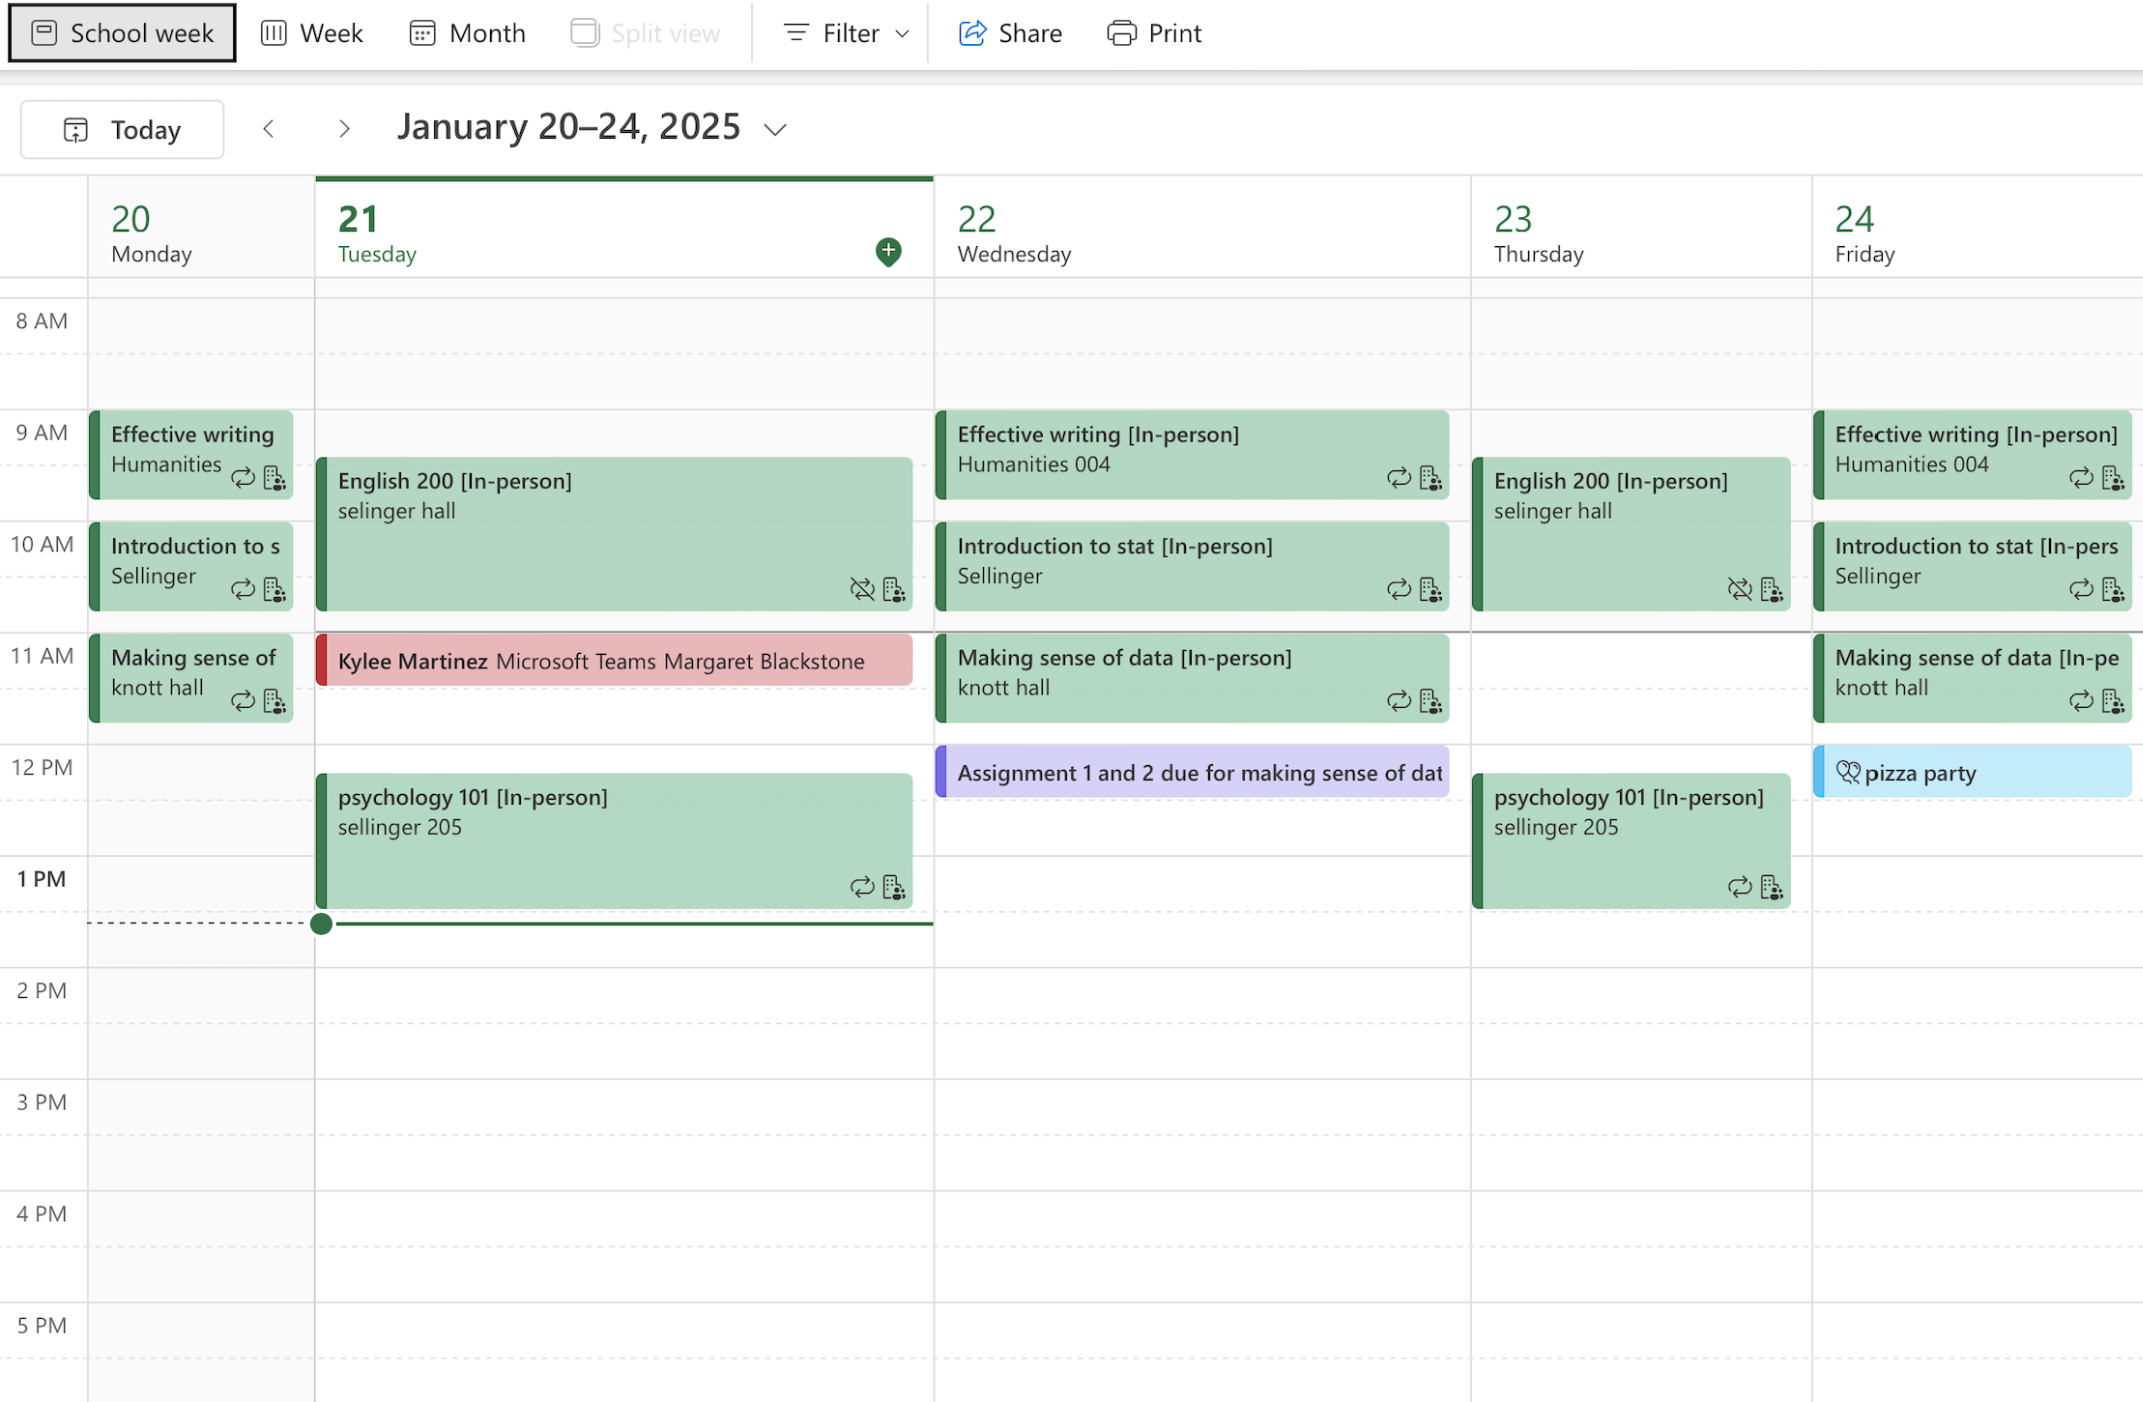 School week Week Month Split view Filter Share Print
Today January 20–24, 2025
20 21 22 23 24
Monday Tuesday Wednesday Thursday Friday
8 AM
9 AM
10 AM
11 AM
12 PM
1 PM
2 PM
3 PM
4 PM
5 PM
Effective writing
Humanities
Introduction to s
Sellinger
Making sense of
knott hall
English 200 [In-person]
selinger hall
Kylee Martinez Microsoft Teams Margaret Blackstone
psychology 101 [In-person]
sellinger 205
Effective writing [In-person]
Humanities 004
Introduction to stat [In-person]
Sellinger
Making sense of data [In-person]
knott hall
Assignment 1 and 2 due for making sense of dat
English 200 [In-person]
selinger hall
psychology 101 [In-person]
sellinger 205
Effective writing [In-person]
Humanities 004
Introduction to stat [In-pers
Sellinger
Making sense of data [In-pe
knott hall
pizza party